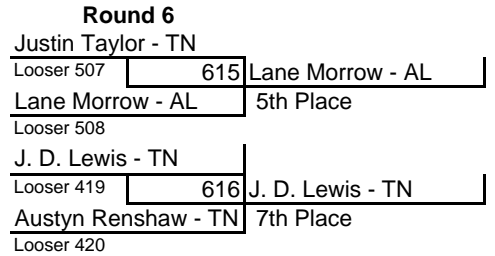 Round 6
Justin Taylor - TN
Looser 507 615 Lane Morrow - AL
Lane Morrow - AL 5th Place
Looser 508
J. D. Lewis - TN
Looser 419 616 J. D. Lewis - TN
Austyn Renshaw - TN 7th Place
Looser 420